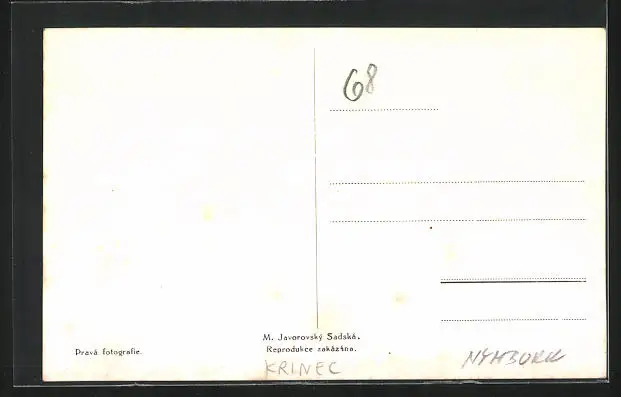 68
M. Javorovský Sadská.
Pravá fotografie.
Reprodukce zakázána.
KRINEC
NYMBURK